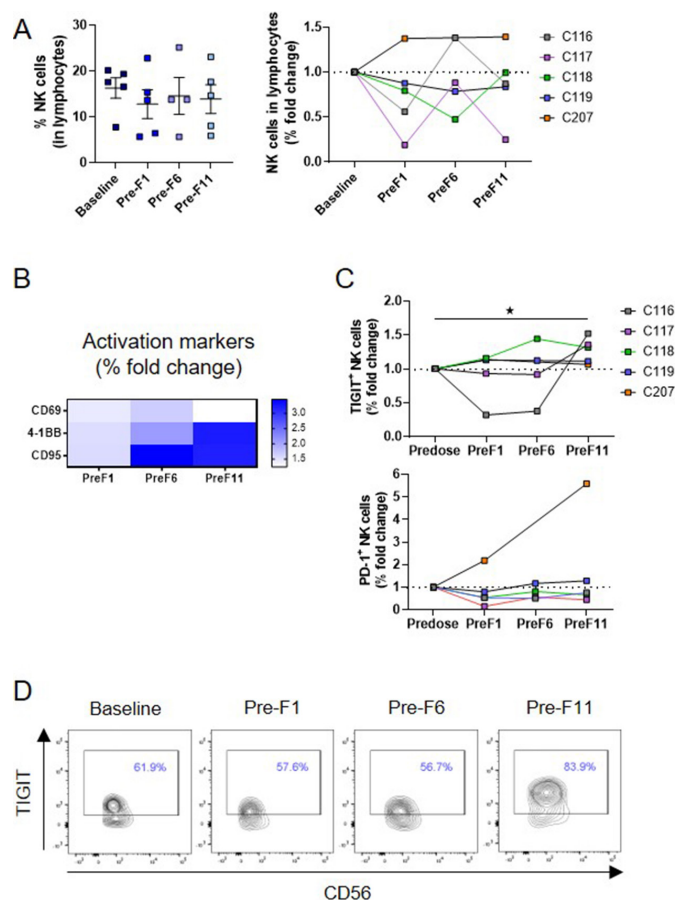 A
% NK cells
(in lymphocytes)
30
20
10
0
Baseline
Pre-F1
Pre-F6
Pre-F11
NK cells in lymphocytes
(% fold change)
1.5
1.0
0.5
0.0
Baseline
PreF1
PreF6
PreF11
C116
C117
C118
C119
C207
B
Activation markers
(% fold change)
CD69
4-1BB
CD95
PreF1 PreF6 PreF11
3.0
2.5
2.0
1.5
C
TIGIT⁺ NK cells
(% fold change)
2.0
1.5
1.0
0.5
0.0
★
Predose PreF1 PreF6 PreF11
C116
C117
C118
C119
C207
PD-1⁺ NK cells
(% fold change)
6
5
4
3
2
1
0
Predose PreF1 PreF6 PreF11
D
Baseline Pre-F1 Pre-F6 Pre-F11
TIGIT
61.9% 57.6% 56.7% 83.9%
CD56